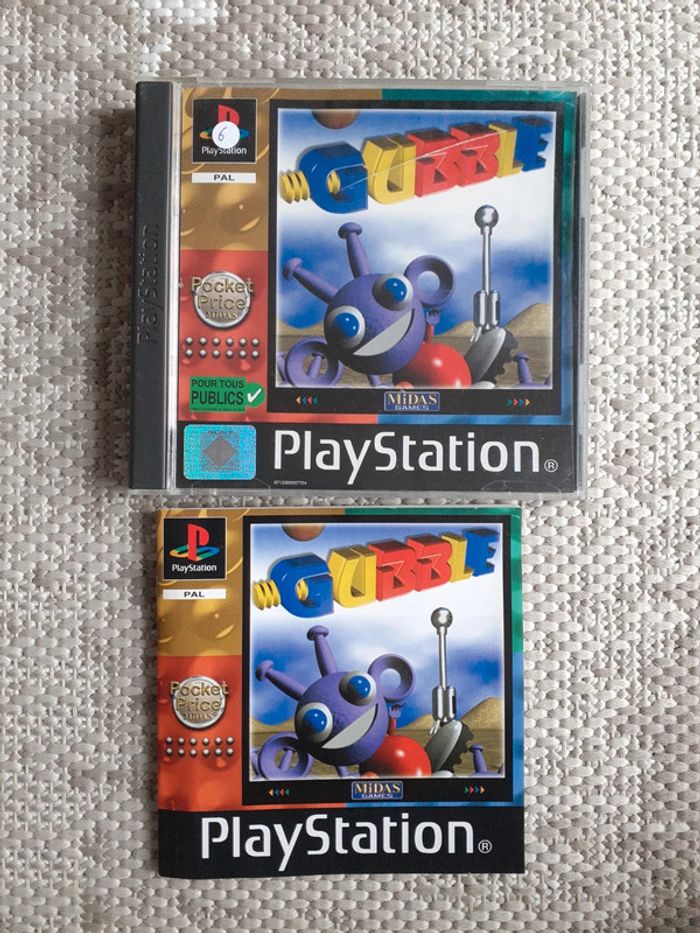 6
PlayStation
PAL
GUBBLE
PlayStation
Pocket
Price
MIDAS
POUR TOUS
PUBLICS
MiDAS
GAMES
SONY
PlayStation®
PlayStation
PAL
GUBBLE
Pocket
Price
MIDAS
MiDAS
GAMES
PlayStation®